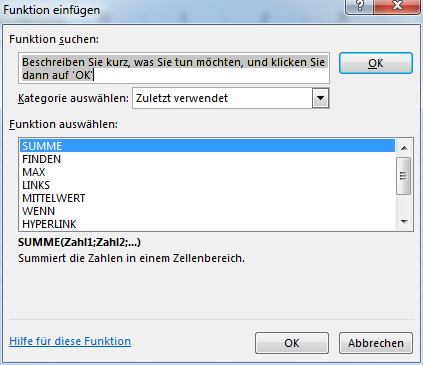 Funktion einfügen
Funktion suchen:
Beschreiben Sie kurz, was Sie tun möchten, und klicken Sie
dann auf 'OK'
OK
Kategorie auswählen:
Zuletzt verwendet
Funktion auswählen:
SUMME
FINDEN
MAX
LINKS
MITTELWERT
WENN
HYPERLINK
SUMME(Zahl1;Zahl2;...)
Summiert die Zahlen in einem Zellenbereich.
Hilfe für diese Funktion
OK
Abbrechen